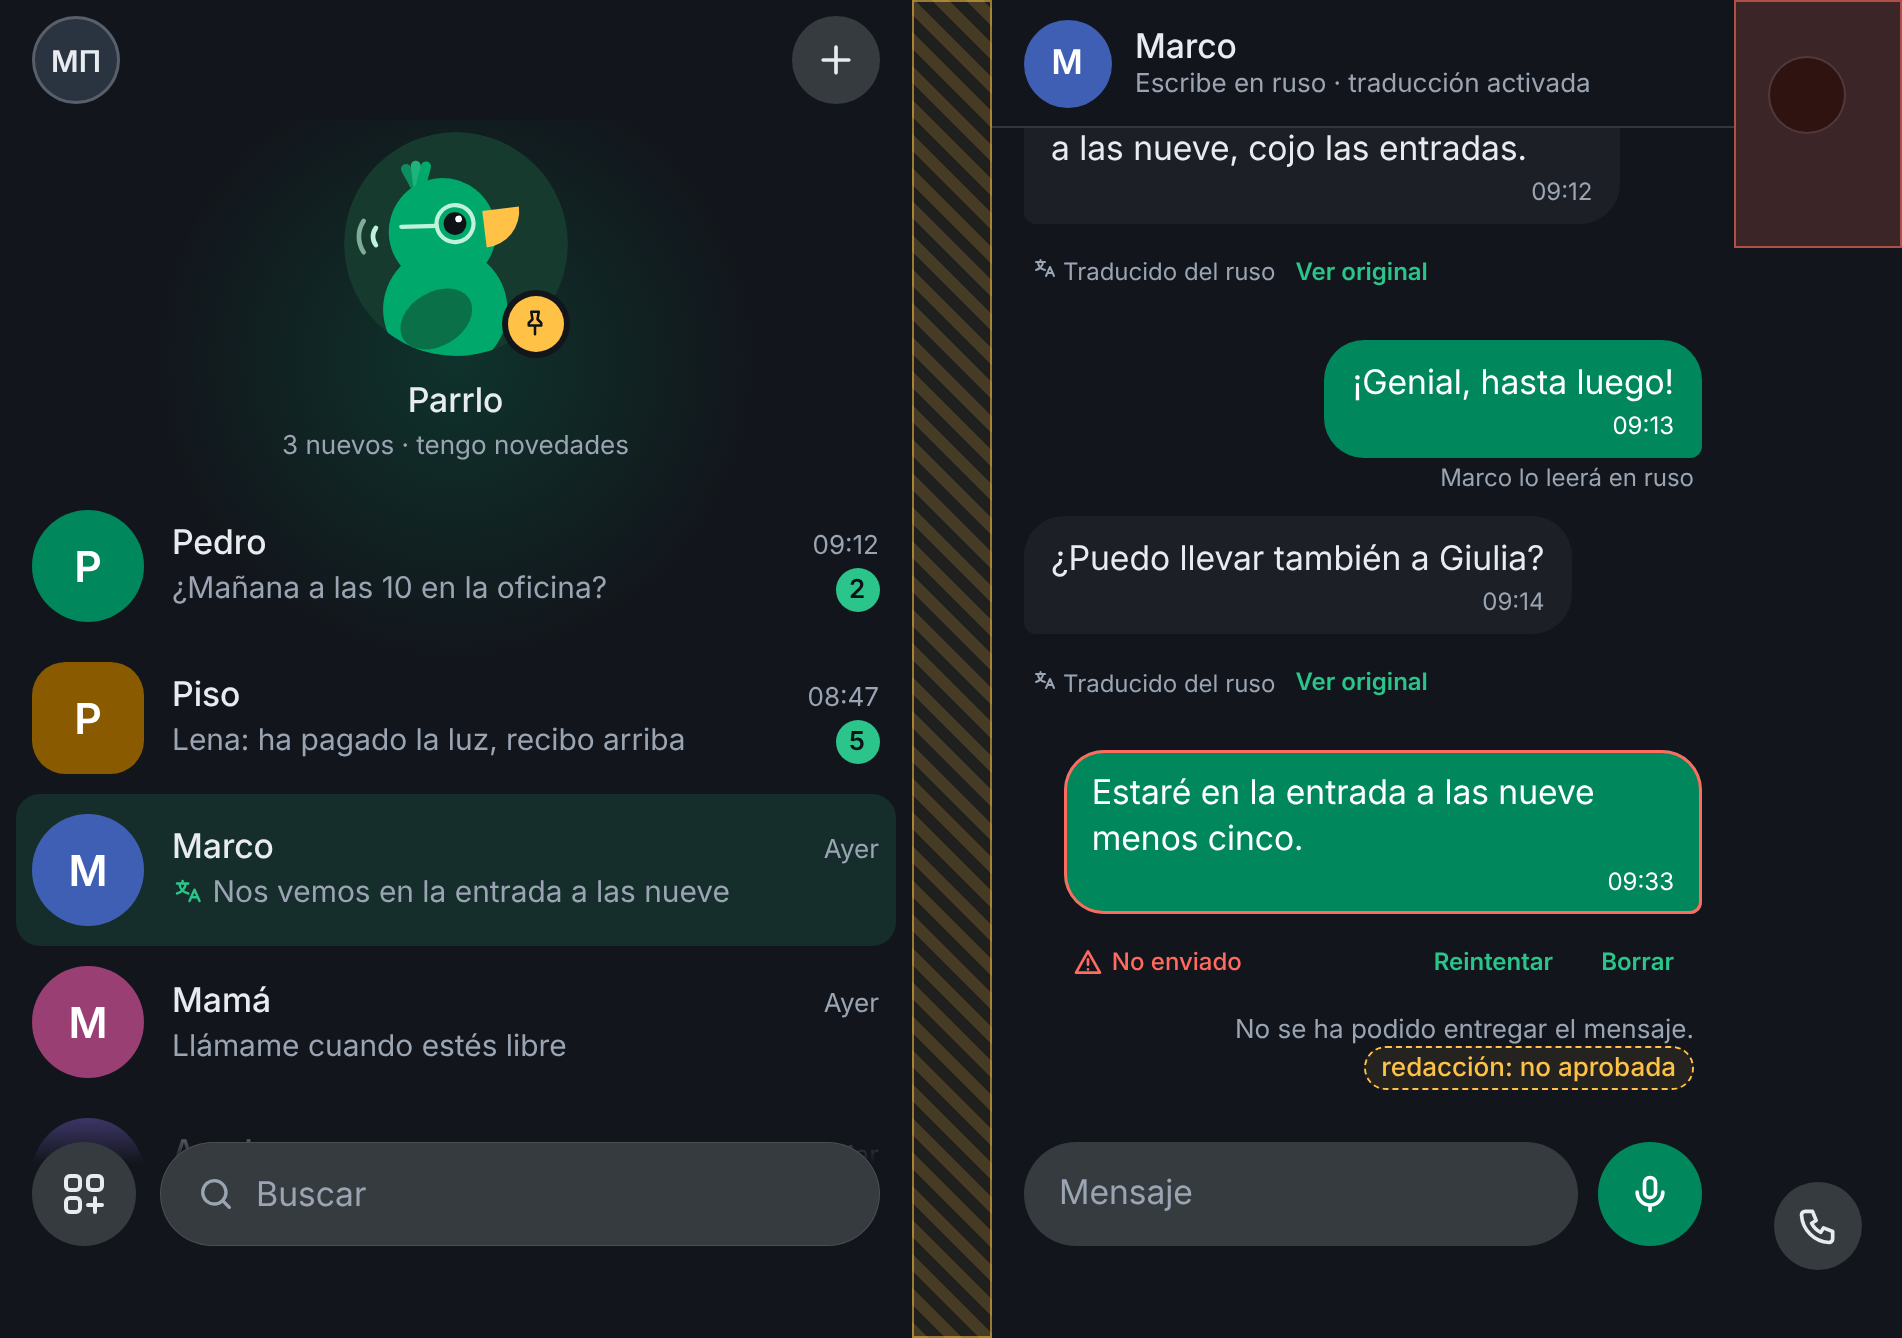 МП
Parrlo
3 nuevos · tengo novedades
P
Pedro
09:12
¿Mañana a las 10 en la oficina?
2
P
Piso
08:47
Lena: ha pagado la luz, recibo arriba
5
M
Marco
Ayer
Nos vemos en la entrada a las nueve
M
Mamá
Ayer
Llámame cuando estés libre
Buscar
M
Marco
Escribe en ruso · traducción activada
a las nueve, cojo las entradas.
09:12
Traducido del ruso Ver original
¡Genial, hasta luego!
09:13
Marco lo leerá en ruso
¿Puedo llevar también a Giulia?
09:14
Traducido del ruso Ver original
Estaré en la entrada a las nueve
menos cinco.
09:33
No enviado Reintentar Borrar
No se ha podido entregar el mensaje.
redacción: no aprobada
Mensaje